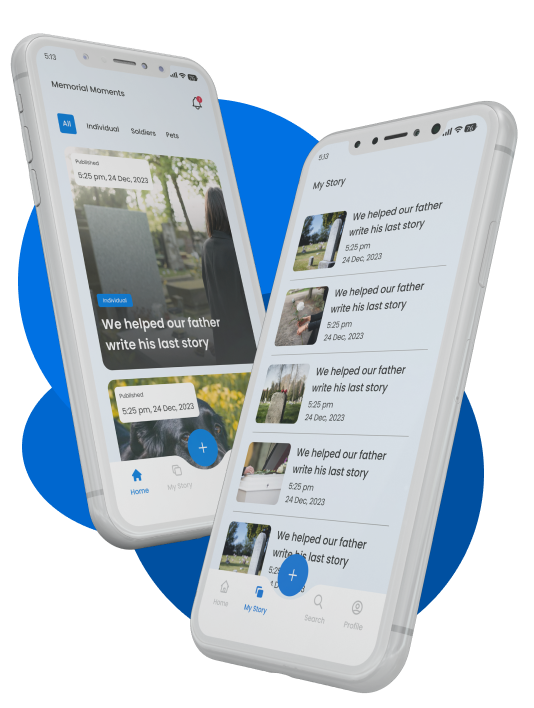 5:13
76
Memorial Moments
All
Individual
Soldiers
Pets
Published
5:25 pm, 24 Dec, 2023
Individual
We helped our father
write his last story
Published
5:25 pm, 24 Dec, 2023
+
Home
My Story
5:13
76
My Story
We helped our father
write his last story
5:25 pm
24 Dec, 2023
We helped our father
write his last story
5:25 pm
24 Dec, 2023
We helped our father
write his last story
5:25 pm
24 Dec, 2023
We helped our father
write his last story
5:25 pm
24 Dec, 2023
We helped our father
write his last story
+
Home
My Story
Search
Profile